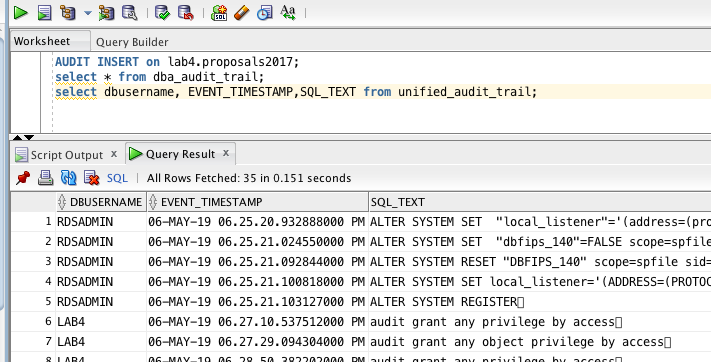 Aa
Worksheet Query Builder
AUDIT INSERT on lab4.proposals2017;
select * from dba_audit_trail;
select dbusername, EVENT_TIMESTAMP,SQL_TEXT from unified_audit_trail;
Script Output x Query Result x
SQL | All Rows Fetched: 35 in 0.151 seconds
DBUSERNAME EVENT_TIMESTAMP SQL_TEXT
1 RDSADMIN 06-MAY-19 06.25.20.932888000 PM ALTER SYSTEM SET "local_listener"='(address=(pro
2 RDSADMIN 06-MAY-19 06.25.21.024550000 PM ALTER SYSTEM SET "dbfips_140"=FALSE scope=spfile
3 RDSADMIN 06-MAY-19 06.25.21.092844000 PM ALTER SYSTEM RESET "DBFIPS_140" scope=spfile sid=
4 RDSADMIN 06-MAY-19 06.25.21.100818000 PM ALTER SYSTEM SET local_listener='(ADDRESS=(PROTOC
5 RDSADMIN 06-MAY-19 06.25.21.103127000 PM ALTER SYSTEM REGISTER
6 LAB4 06-MAY-19 06.27.10.537512000 PM audit grant any privilege by access
7 LAB4 06-MAY-19 06.27.29.094304000 PM audit grant any object privilege by access
8 LAB4 06-MAY-19 06.28.50.382202000 PM audit grant any privilege by access